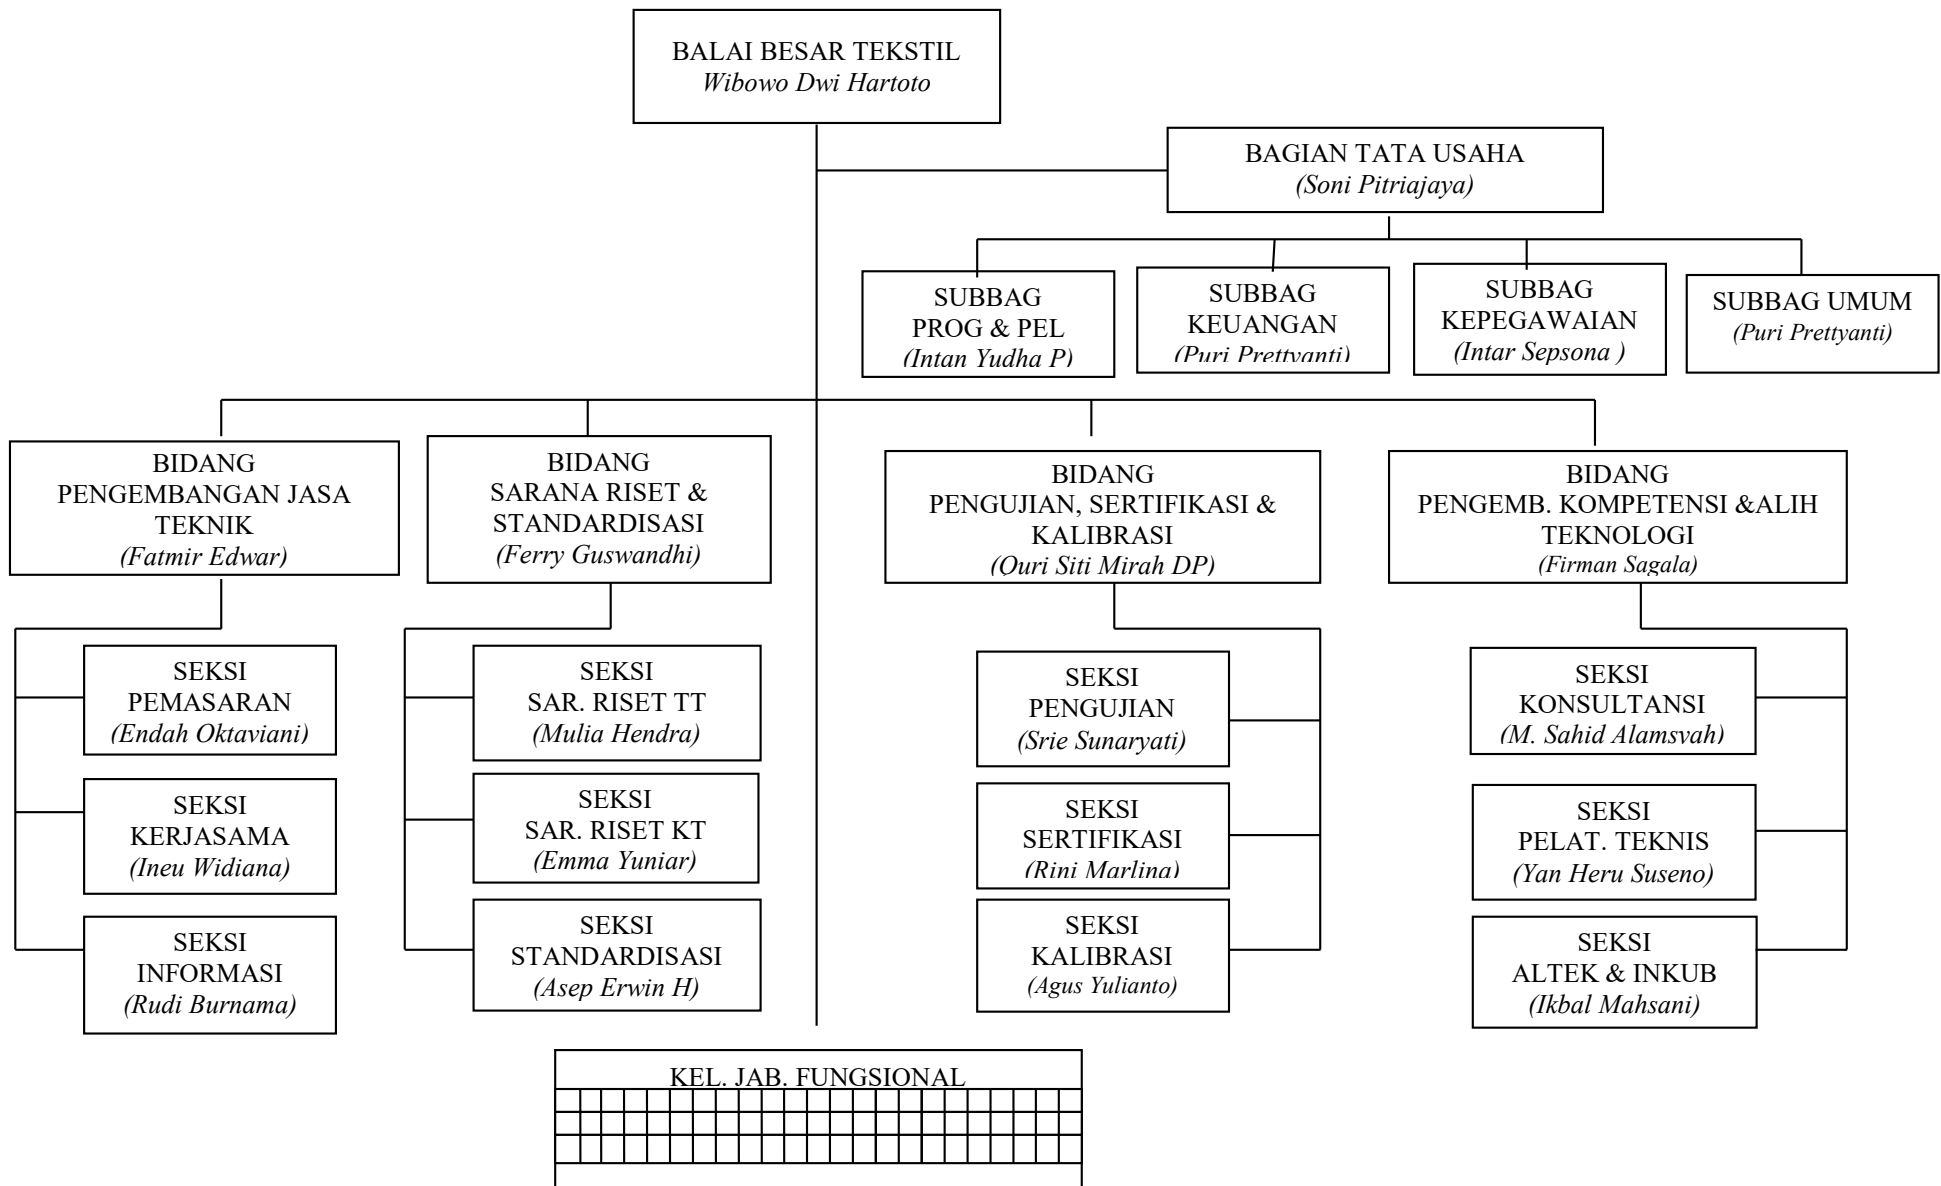 BALAI BESAR TEKSTIL
Wibowo Dwi Hartoto
BAGIAN TATA USAHA
(Soni Pitriajaya)
SUBBAG
PROG & PEL
(Intan Yudha P)
SUBBAG
KEUANGAN
(Puri Prettyanti)
SUBBAG
KEPEGAWAIAN
(Intar Sepsona )
SUBBAG UMUM
(Puri Prettyanti)
BIDANG
PENGEMBANGAN JASA
TEKNIK
(Fatmir Edwar)
BIDANG
SARANA RISET &
STANDARDISASI
(Ferry Guswandhi)
BIDANG
PENGUJIAN, SERTIFIKASI &
KALIBRASI
(Quri Siti Mirah DP)
BIDANG
PENGEMB. KOMPETENSI &ALIH
TEKNOLOGI
(Firman Sagala)
SEKSI
PEMASARAN
(Endah Oktaviani)
SEKSI
KERJASAMA
(Ineu Widiana)
SEKSI
INFORMASI
(Rudi Burnama)
SEKSI
SAR. RISET TT
(Mulia Hendra)
SEKSI
SAR. RISET KT
(Emma Yuniar)
SEKSI
STANDARDISASI
(Asep Erwin H)
SEKSI
PENGUJIAN
(Srie Sunaryati)
SEKSI
SERTIFIKASI
(Rini Marlina)
SEKSI
KALIBRASI
(Agus Yulianto)
SEKSI
KONSULTANSI
(M. Sahid Alamsyah)
SEKSI
PELAT. TEKNIS
(Yan Heru Suseno)
SEKSI
ALTEK & INKUB
(Ikbal Mahsani)
KEL. JAB. FUNGSIONAL